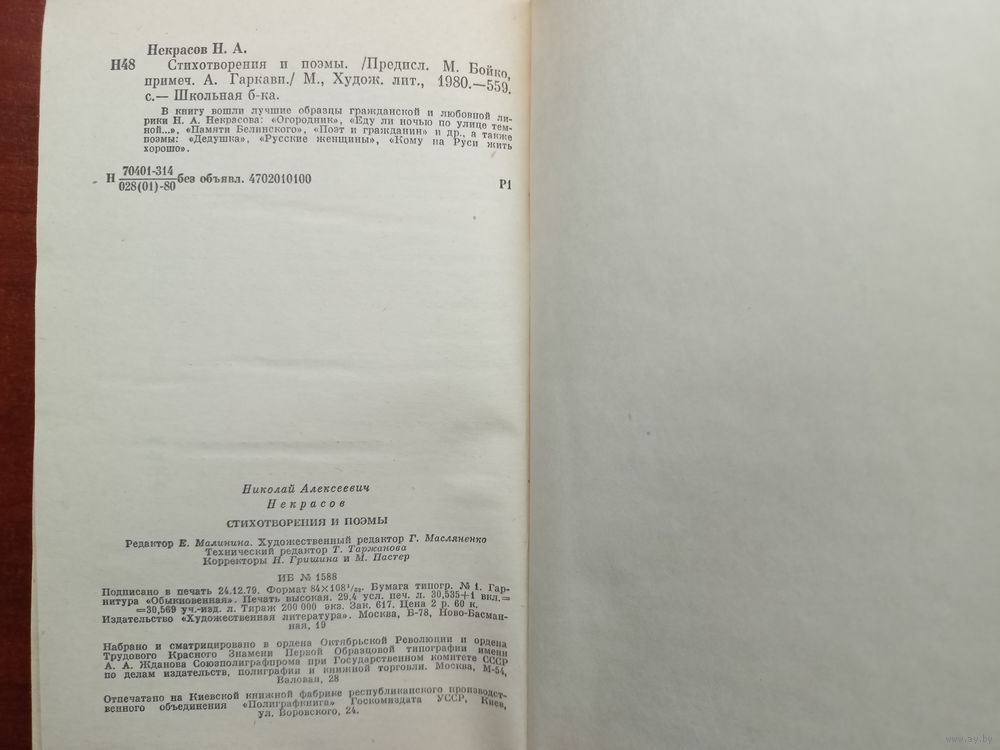 Некрасов Н. А.
Н48 Стихотворения и поэмы. /Предисл. М. Бойко,
примеч. А. Гаркави./ М., Худож. лит., 1980.—559.
с.— Школьная б-ка.
В книгу вошли лучшие образцы гражданской и любовной ли-
рики Н. А. Некрасова: «Огородник», «Еду ли ночью по улице тем-
ной...», «Памяти Белинского», «Поэт и гражданин» и др., а также
поэмы: «Дедушка», «Русские женщины», «Кому на Руси жить
хорошо».
70401-314
Н без объявл. 4702010100
028(01)-80
Р1
Николай Алексеевич
Некрасов
СТИХОТВОРЕНИЯ И ПОЭМЫ
Редактор Е. Малинина. Художественный редактор Г. Масляненко
Технический редактор Т. Таржанова
Корректоры Н. Гришина и М. Пастер
ИБ № 1588
Подписано в печать 24.12.79. Формат 84×108¹/₃₂. Бумага типогр. № 1. Гар-
нитура «Обыкновенная». Печать высокая. 29,4 усл. печ. л. 30,535+1 вкл.=
=30,569 уч.-изд. л. Тираж 200 000 экз. Зак. 617. Цена 2 р. 60 к.
Издательство «Художественная литература». Москва, Б-78, Ново-Басман-
ная, 19
Набрано и сматрицировано в ордена Октябрьской Революции и ордена
Трудового Красного Знамени Первой Образцовой типографии имени
А. А. Жданова Союзполиграфпрома при Государственном комитете СССР
по делам издательств, полиграфии и книжной торговли. Москва, М-54,
Валовая, 28
Отпечатано на Киевской книжной фабрике республиканского производст-
венного объединения «Полиграфкнига» Госкомиздата УССР, Киев,
ул. Воровского, 24.
www.ay.by